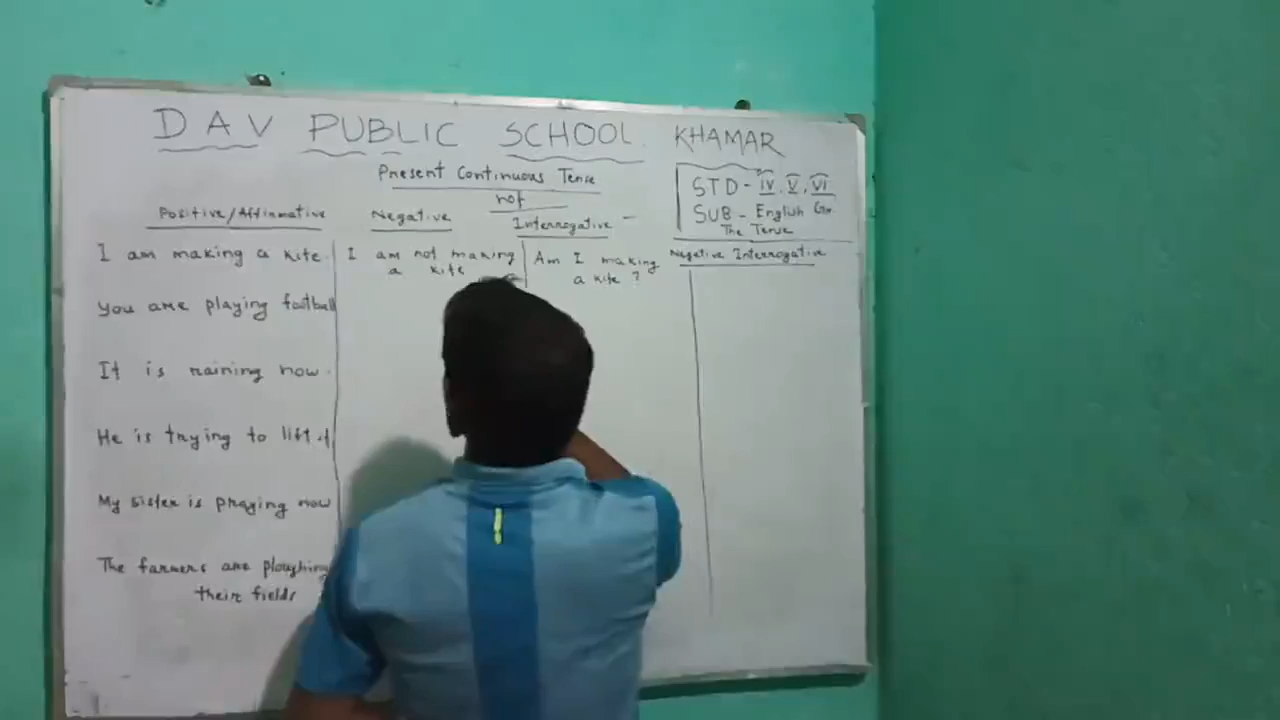 DAV PUBLIC SCHOOL. KHAMAR
Present Continuous Tense
not
STD - IV, V, VI
SUB - English Gr
The Tense
Positive/Affirmative
Negative
Interrogative
Negative Interrogative
I am making a kite.
I am not making
a kite
Am I making
a kite ?
You are playing football
It is raining now.
He is trying to lift it
My sister is praying now
The farmers are ploughing
their fields